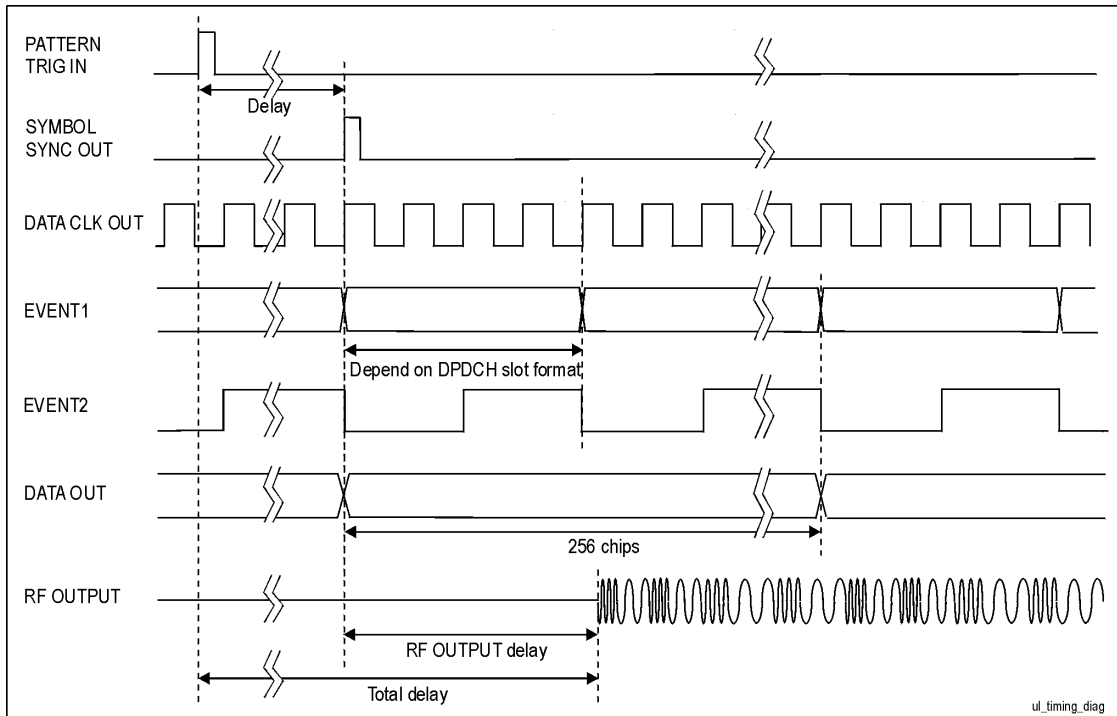 PATTERN
TRIG IN
Delay
SYMBOL
SYNC OUT
DATA CLK OUT
EVENT1
Depend on DPDCH slot format
EVENT2
DATA OUT
256 chips
RF OUTPUT
RF OUTPUT delay
Total delay
ul_timing_diag